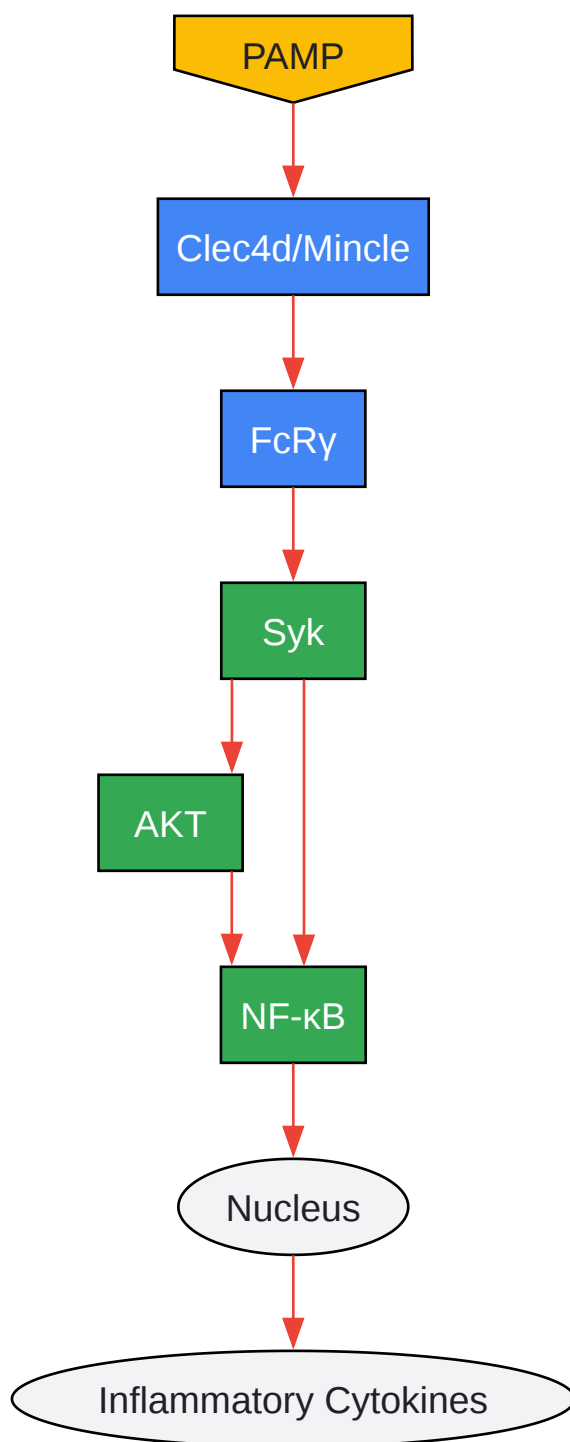 PAMP
Clec4d/Mincle
FcRγ
Syk
AKT
NF-κB
Nucleus
Inflammatory Cytokines